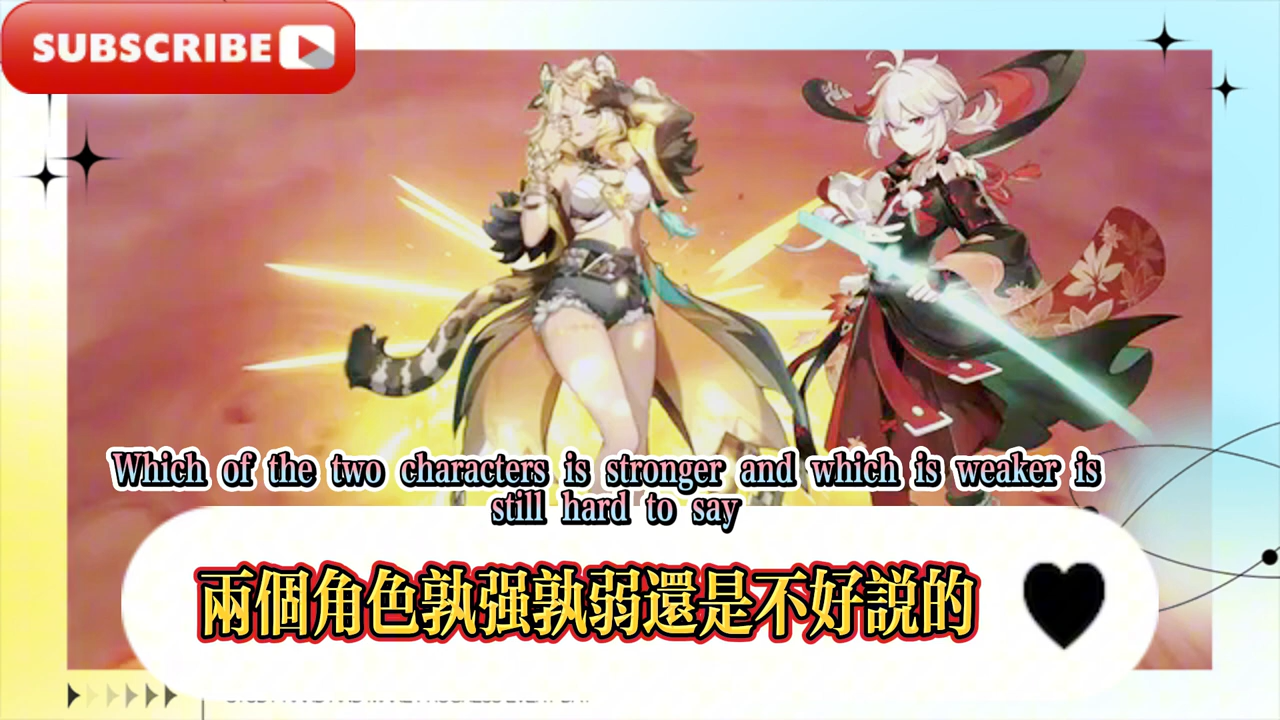 SUBSCRIBE
Which of the two characters is stronger and which is weaker is
still hard to say
兩個角色孰强孰弱還是不好説的